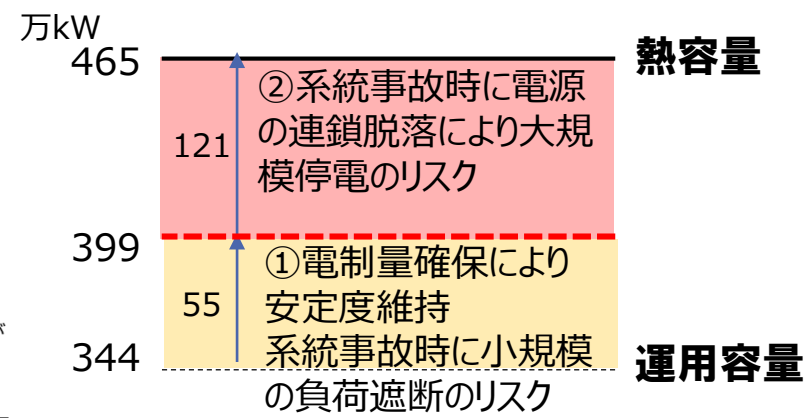 万kW
465
熱容量
②系統事故時に電源
の連鎖脱落により大規
模停電のリスク
121
399
①電制量確保により
安定度維持
系統事故時に小規模
の負荷遮断のリスク
55
が
344
運用容量